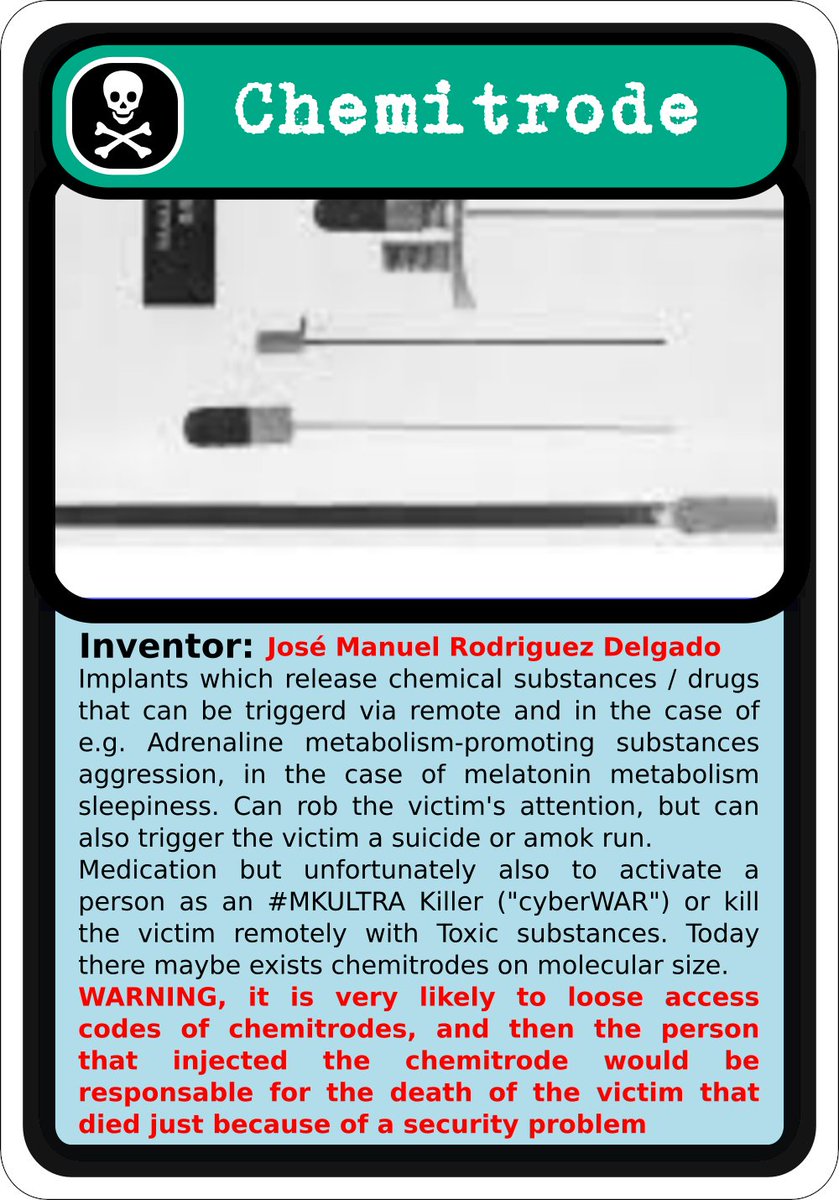 Chemitrode
Inventor: José Manuel Rodriguez Delgado
Implants which release chemical substances / drugs
that can be triggerd via remote and in the case of
e.g. Adrenaline metabolism-promoting substances
aggression, in the case of melatonin metabolism
sleepiness. Can rob the victim's attention, but can
also trigger the victim a suicide or amok run.
Medication but unfortunately also to activate a
person as an #MKULTRA Killer ("cyberWAR") or kill
the victim remotely with Toxic substances. Today
there maybe exists chemitrodes on molecular size.
WARNING, it is very likely to loose access
codes of chemitrodes, and then the person
that injected the chemitrode would be
responsable for the death of the victim that
died just because of a security problem